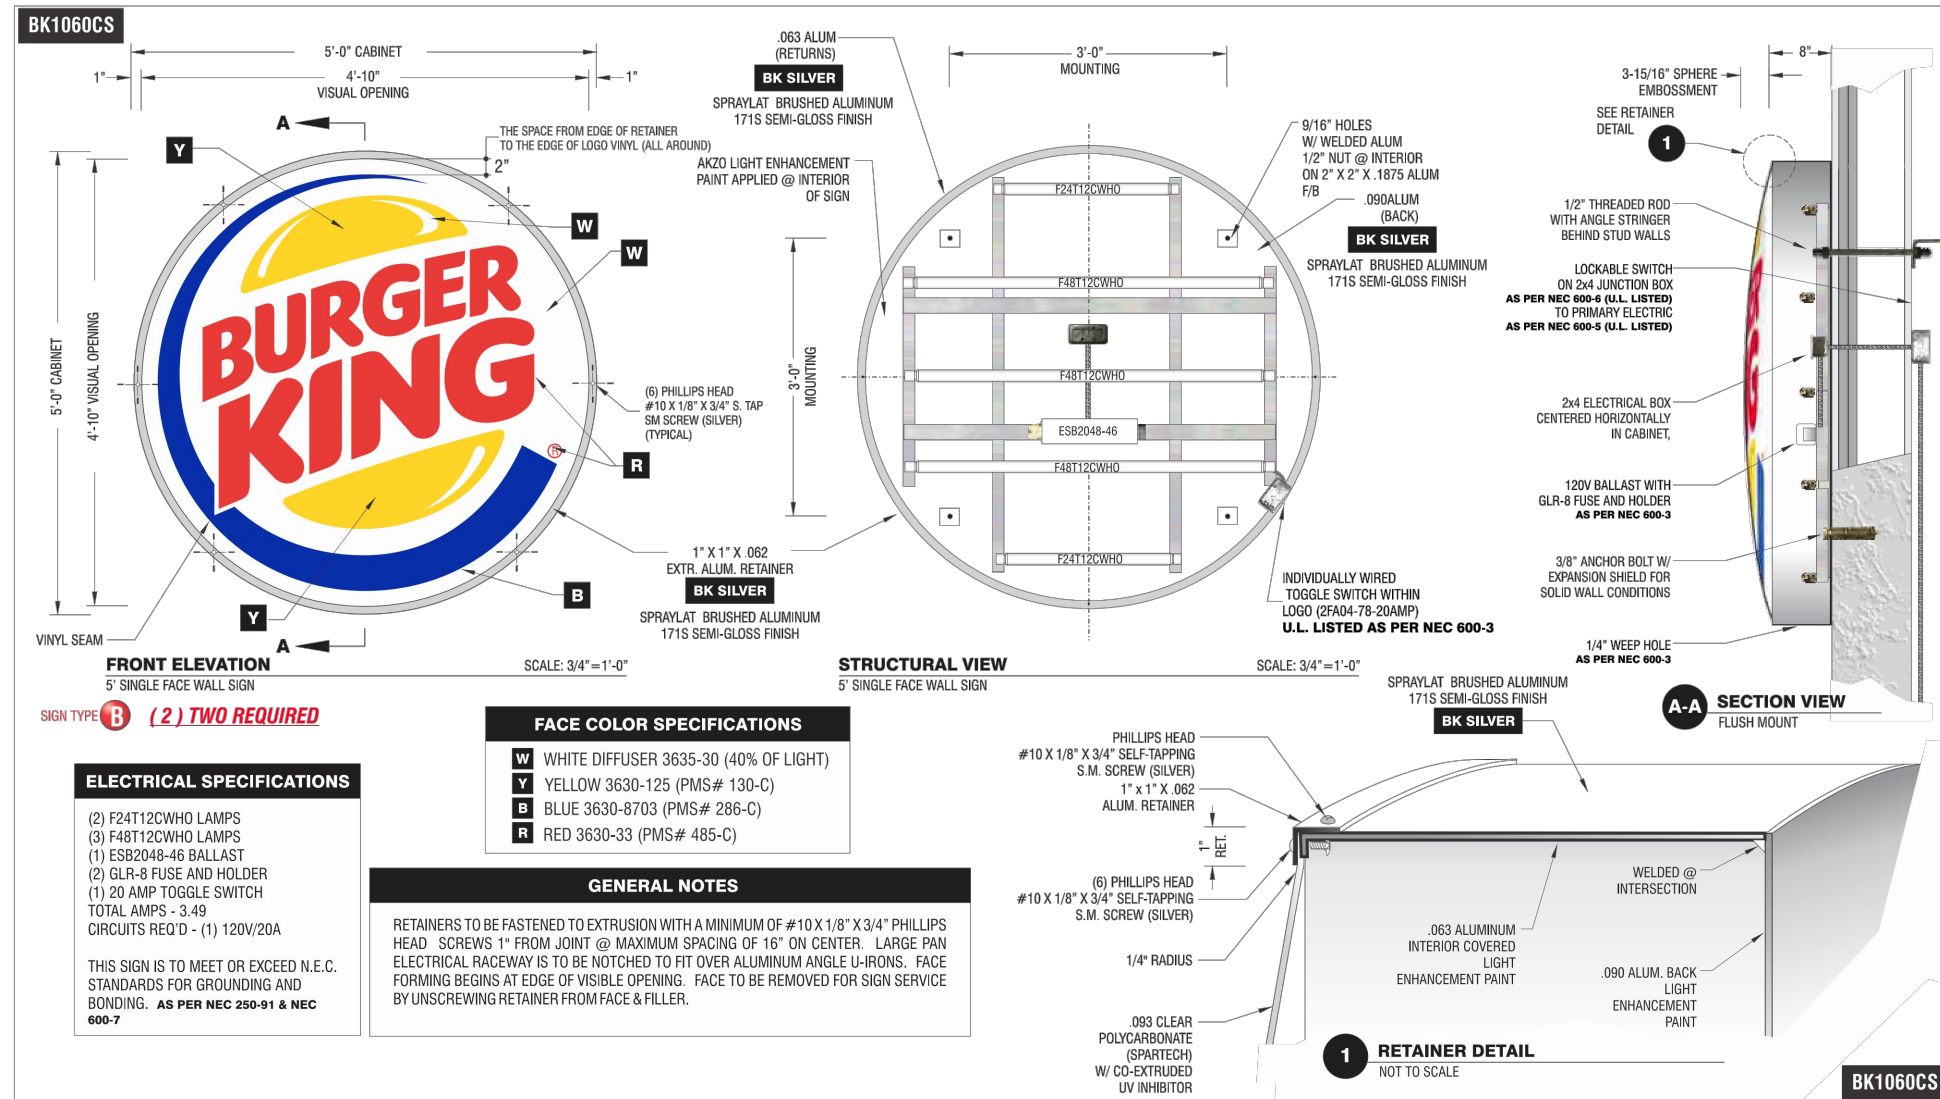 BK1060CS
5'-0" CABINET
1"
4'-10"
VISUAL OPENING
1"
A
THE SPACE FROM EDGE OF RETAINER
TO THE EDGE OF LOGO VINYL (ALL AROUND)
2"
Y
W
W
BURGER
KING
®
5'-0" CABINET
4'-10" VISUAL OPENING
(6) PHILLIPS HEAD
#10 X 1/8" X 3/4" S. TAP
SM SCREW (SILVER)
(TYPICAL)
R
B
Y
A
VINYL SEAM
1" X 1" X .062
EXTR. ALUM. RETAINER
BK SILVER
SPRAYLAT BRUSHED ALUMINUM
171S SEMI-GLOSS FINISH
FRONT ELEVATION
SCALE: 3/4"=1'-0"
5' SINGLE FACE WALL SIGN
SIGN TYPE B
( 2 ) TWO REQUIRED
.063 ALUM
(RETURNS)
BK SILVER
SPRAYLAT BRUSHED ALUMINUM
171S SEMI-GLOSS FINISH
AKZO LIGHT ENHANCEMENT
PAINT APPLIED @ INTERIOR
OF SIGN
3'-0"
MOUNTING
3'-0"
MOUNTING
F24T12CWHO
F48T12CWHO
F48T12CWHO
ESB2048-46
F48T12CWHO
F24T12CWHO
9/16" HOLES
W/ WELDED ALUM
1/2" NUT @ INTERIOR
ON 2" X 2" X .1875 ALUM
F/B
.090ALUM
(BACK)
BK SILVER
SPRAYLAT BRUSHED ALUMINUM
171S SEMI-GLOSS FINISH
INDIVIDUALLY WIRED
TOGGLE SWITCH WITHIN
LOGO (2FA04-78-20AMP)
U.L. LISTED AS PER NEC 600-3
STRUCTURAL VIEW
SCALE: 3/4"=1'-0"
5' SINGLE FACE WALL SIGN
8"
3-15/16" SPHERE
EMBOSSMENT
SEE RETAINER
DETAIL
1
1/2" THREADED ROD
WITH ANGLE STRINGER
BEHIND STUD WALLS
LOCKABLE SWITCH
ON 2x4 JUNCTION BOX
AS PER NEC 600-6 (U.L. LISTED)
TO PRIMARY ELECTRIC
AS PER NEC 600-5 (U.L. LISTED)
2x4 ELECTRICAL BOX
CENTERED HORIZONTALLY
IN CABINET,
120V BALLAST WITH
GLR-8 FUSE AND HOLDER
AS PER NEC 600-3
3/8" ANCHOR BOLT W/
EXPANSION SHIELD FOR
SOLID WALL CONDITIONS
1/4" WEEP HOLE
AS PER NEC 600-3
A-A
SECTION VIEW
FLUSH MOUNT
ELECTRICAL SPECIFICATIONS
(2) F24T12CWHO LAMPS
(3) F48T12CWHO LAMPS
(1) ESB2048-46 BALLAST
(2) GLR-8 FUSE AND HOLDER
(1) 20 AMP TOGGLE SWITCH
TOTAL AMPS - 3.49
CIRCUITS REQ'D - (1) 120V/20A
THIS SIGN IS TO MEET OR EXCEED N.E.C.
STANDARDS FOR GROUNDING AND
BONDING. AS PER NEC 250-91 & NEC
600-7
FACE COLOR SPECIFICATIONS
W WHITE DIFFUSER 3635-30 (40% OF LIGHT)
Y YELLOW 3630-125 (PMS# 130-C)
B BLUE 3630-8703 (PMS# 286-C)
R RED 3630-33 (PMS# 485-C)
GENERAL NOTES
RETAINERS TO BE FASTENED TO EXTRUSION WITH A MINIMUM OF #10 X 1/8" X 3/4" PHILLIPS
HEAD SCREWS 1" FROM JOINT @ MAXIMUM SPACING OF 16" ON CENTER. LARGE PAN
ELECTRICAL RACEWAY IS TO BE NOTCHED TO FIT OVER ALUMINUM ANGLE U-IRONS. FACE
FORMING BEGINS AT EDGE OF VISIBLE OPENING. FACE TO BE REMOVED FOR SIGN SERVICE
BY UNSCREWING RETAINER FROM FACE & FILLER.
SPRAYLAT BRUSHED ALUMINUM
171S SEMI-GLOSS FINISH
BK SILVER
PHILLIPS HEAD
#10 X 1/8" X 3/4" SELF-TAPPING
S.M. SCREW (SILVER)
1" x 1" X .062
ALUM. RETAINER
1"
RET.
(6) PHILLIPS HEAD
#10 X 1/8" X 3/4" SELF-TAPPING
S.M. SCREW (SILVER)
1/4" RADIUS
.093 CLEAR
POLYCARBONATE
(SPARTECH)
W/ CO-EXTRUDED
UV INHIBITOR
.063 ALUMINUM
INTERIOR COVERED
LIGHT
ENHANCEMENT PAINT
WELDED @
INTERSECTION
.090 ALUM. BACK
LIGHT
ENHANCEMENT
PAINT
1
RETAINER DETAIL
NOT TO SCALE
BK1060CS